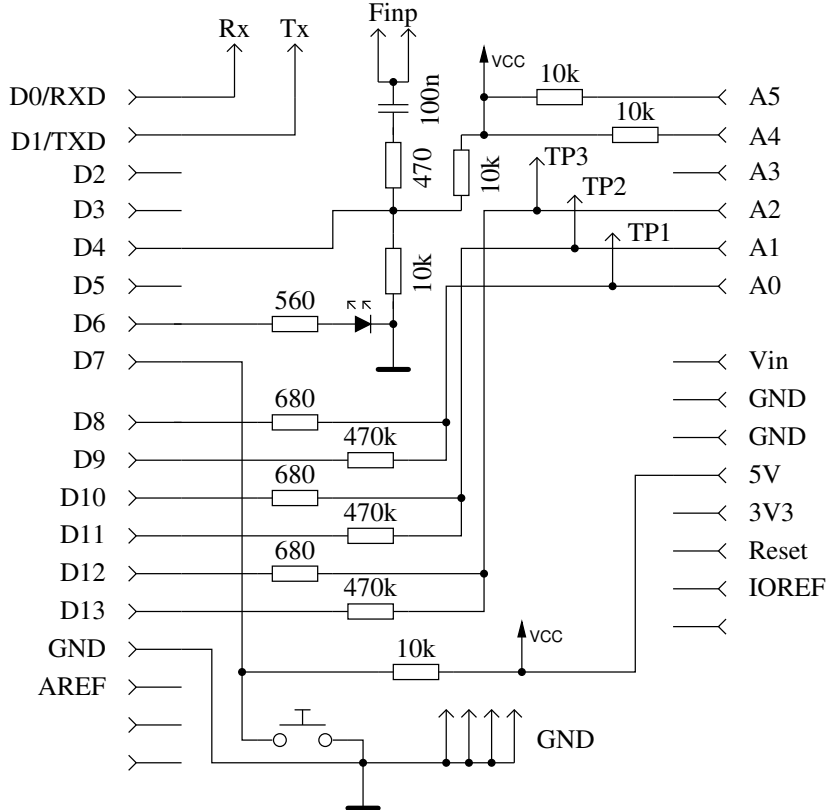 Finp
Rx
Tx
VCC
10k
D0/RXD
100n
A5
10k
D1/TXD
A4
470
10k
TP3
D2
A3
TP2
D3
A2
TP1
D4
A1
10k
D5
A0
560
D6
D7
Vin
680
GND
D8
470k
GND
D9
680
5V
D10
470k
3V3
D11
680
Reset
D12
470k
IOREF
D13
GND
10k
VCC
AREF
GND